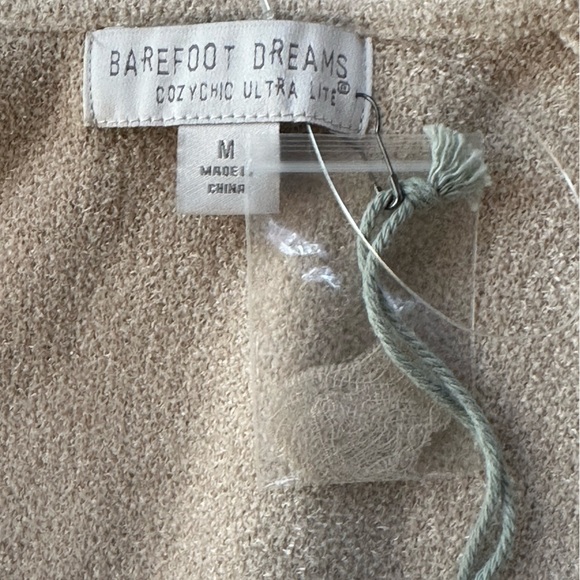 BAREFOOT DREAMS
COZYCHIC ULTRA LITE®
M
MADE IN
CHINA